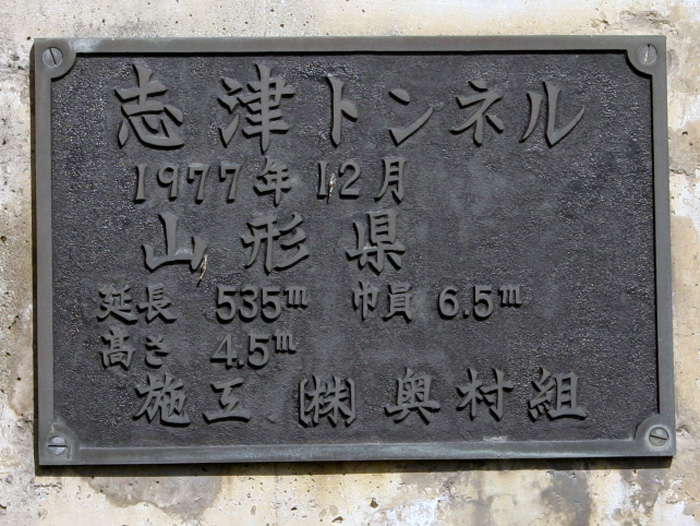 志津トンネル
1977年12月
山形県
延長 535m 巾員 6.5m
高さ 4.5m
施工 (株) 奥村組